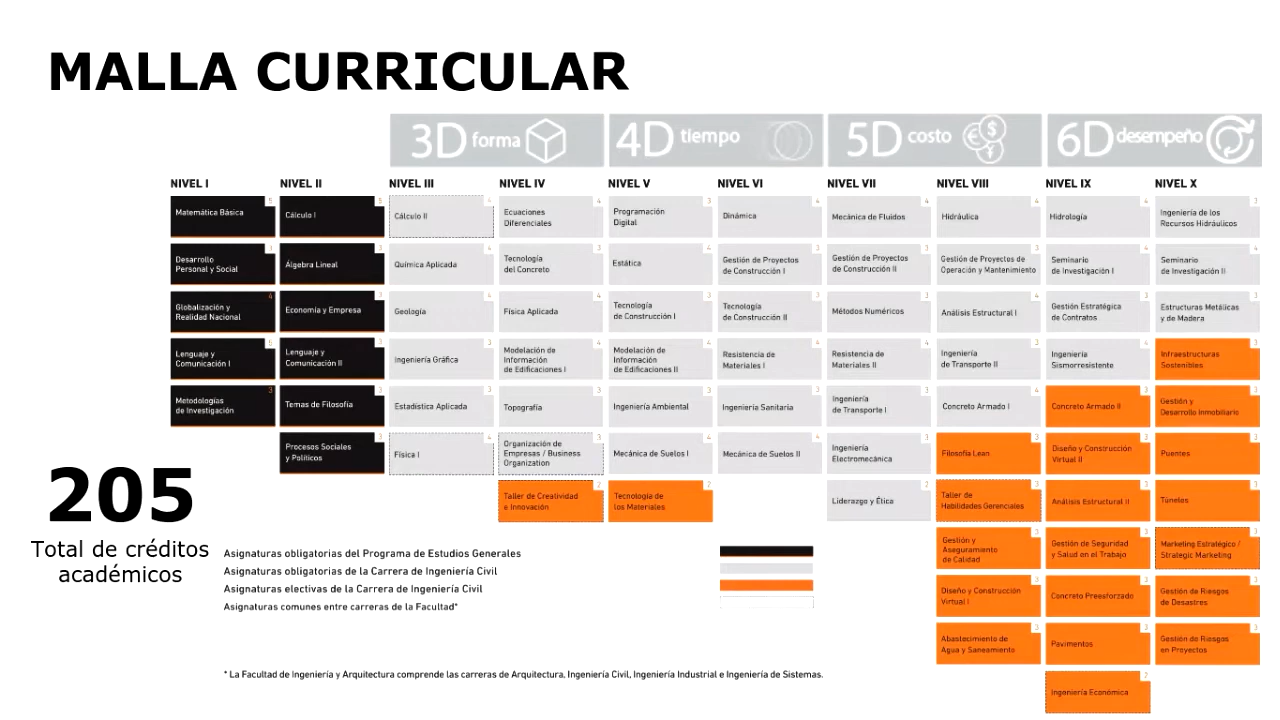 MALLA CURRICULAR
3D forma
4D tiempo
5D costo
6D desempeño
NIVEL I
NIVEL II
NIVEL III
NIVEL IV
NIVEL V
NIVEL VI
NIVEL VII
NIVEL VIII
NIVEL IX
NIVEL X
Matemática Básica
Cálculo I
Cálculo II
Ecuaciones
Diferenciales
Programación
Digital
Dinámica
Mecánica de Fluidos
Hidráulica
Hidrología
Ingeniería de los
Recursos Hidráulicos
Desarrollo
Personal y Social
Álgebra Lineal
Química Aplicada
Tecnología
del Concreto
Estática
Gestión de Proyectos
de Construcción I
Gestión de Proyectos
de Construcción II
Gestión de Proyectos de
Operación y Mantenimiento
Seminario
de Investigación I
Seminario
de Investigación II
Globalización y
Realidad Nacional
Economía y Empresa
Geología
Física Aplicada
Tecnología
de Construcción I
Tecnología
de Construcción II
Métodos Numéricos
Análisis Estructural I
Gestión Estratégica
de Contratos
Estructuras Metálicas
y de Madera
Lenguaje y
Comunicación I
Lenguaje y
Comunicación II
Ingeniería Gráfica
Modelación de
Información
de Edificaciones I
Modelación de
Información
de Edificaciones II
Resistencia de
Materiales I
Resistencia de
Materiales II
Ingeniería
de Transporte II
Ingeniería
Sismorresistente
Infraestructuras
Sostenibles
Metodologías
de Investigación
Temas de Filosofía
Estadística Aplicada
Topografía
Ingeniería Ambiental
Ingeniería Sanitaria
Ingeniería
de Transporte I
Concreto Armado I
Concreto Armado II
Gestión y
Desarrollo Inmobiliario
Procesos Sociales
y Políticos
Física I
Organización de
Empresas / Business
Organization
Mecánica de Suelos I
Mecánica de Suelos II
Ingeniería
Electromecánica
Filosofía Lean
Diseño y Construcción
Virtual II
Puentes
Taller de Creatividad
e Innovación
Tecnología de
los Materiales
Liderazgo y Ética
Taller de
Habilidades Gerenciales
Análisis Estructural II
Túneles
Gestión y
Aseguramiento
de Calidad
Gestión de Seguridad
y Salud en el Trabajo
Marketing Estratégico /
Strategic Marketing
Diseño y Construcción
Virtual I
Concreto Preesforzado
Gestión de Riesgos
de Desastres
Abastecimiento de
Agua y Saneamiento
Pavimentos
Gestión de Riesgos
en Proyectos
Ingeniería Económica
205
Total de créditos
académicos
Asignaturas obligatorias del Programa de Estudios Generales
Asignaturas obligatorias de la Carrera de Ingeniería Civil
Asignaturas electivas de la Carrera de Ingeniería Civil
Asignaturas comunes entre carreras de la Facultad*
* La Facultad de Ingeniería y Arquitectura comprende las carreras de Arquitectura, Ingeniería Civil, Ingeniería Industrial e Ingeniería de Sistemas.